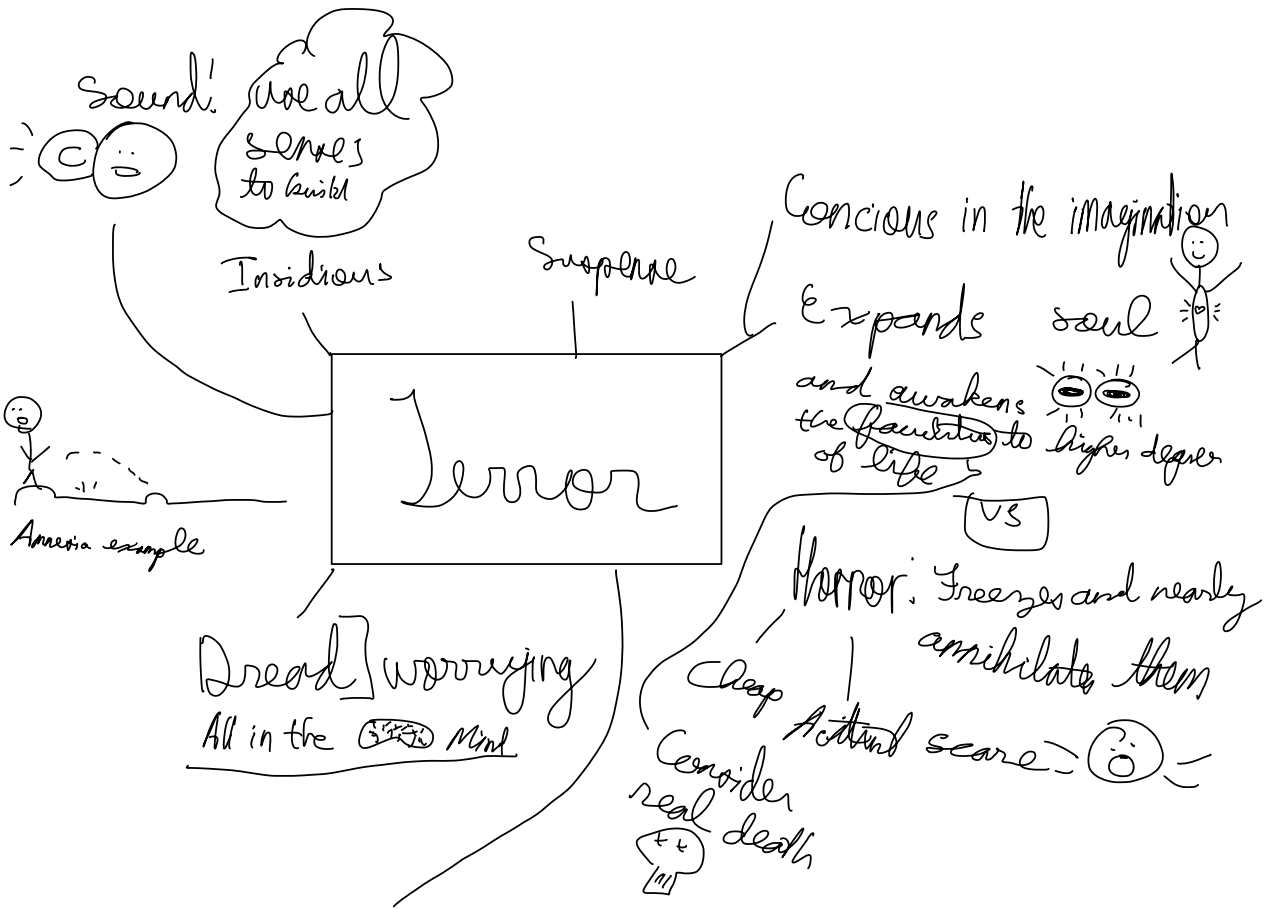 Sound!
use all
senses
to build
Insidious
Suspense
Concious in the imagination
Expands soul
and awakens
the faculties to higher degree
of life
VS
Terror
Amnesia example
Horror: Freezes and nearly
annihilates them
Cheap
Actual scare
Dread] worrying
All in the Mind
Consider
real death